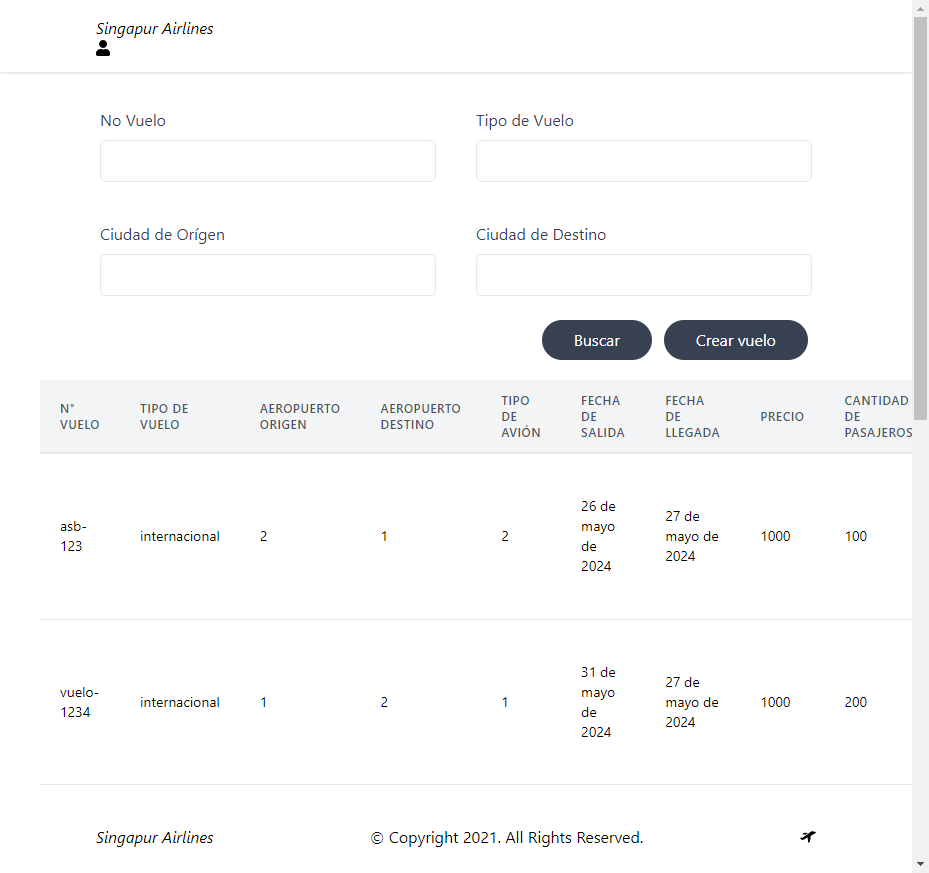 Singapur Airlines
No Vuelo
Tipo de Vuelo
Ciudad de Orígen
Ciudad de Destino
Buscar
Crear vuelo
N°
VUELO
TIPO DE
VUELO
AEROPUERTO
ORIGEN
AEROPUERTO
DESTINO
TIPO
DE
AVIÓN
FECHA
DE
SALIDA
FECHA
DE
LLEGADA
PRECIO
CANTIDAD
DE
PASAJEROS
asb-
123
internacional
2
1
2
26 de
mayo
de
2024
27 de
mayo de
2024
1000
100
vuelo-
1234
internacional
1
2
1
31 de
mayo
de
2024
27 de
mayo de
2024
1000
200
Singapur Airlines
© Copyright 2021. All Rights Reserved.